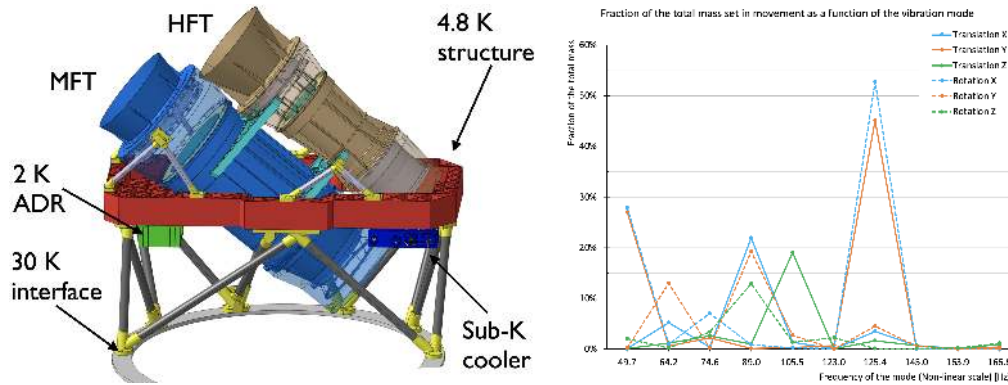 HFT
MFT
4.8 K
structure
2 K
ADR
30 K
interface
Sub-K
cooler
Fraction of the total mass set in movement as a function of the vibration mode
Fraction of the total mass
60%
50%
40%
30%
20%
10%
0%
Translation X
Translation Y
Translation Z
Rotation X
Rotation Y
Rotation Z
49.7 64.2 74.6 89.0 105.5 123.0 125.4 145.0 153.9
Frequency of the mode (Non-linear scale) [Hz